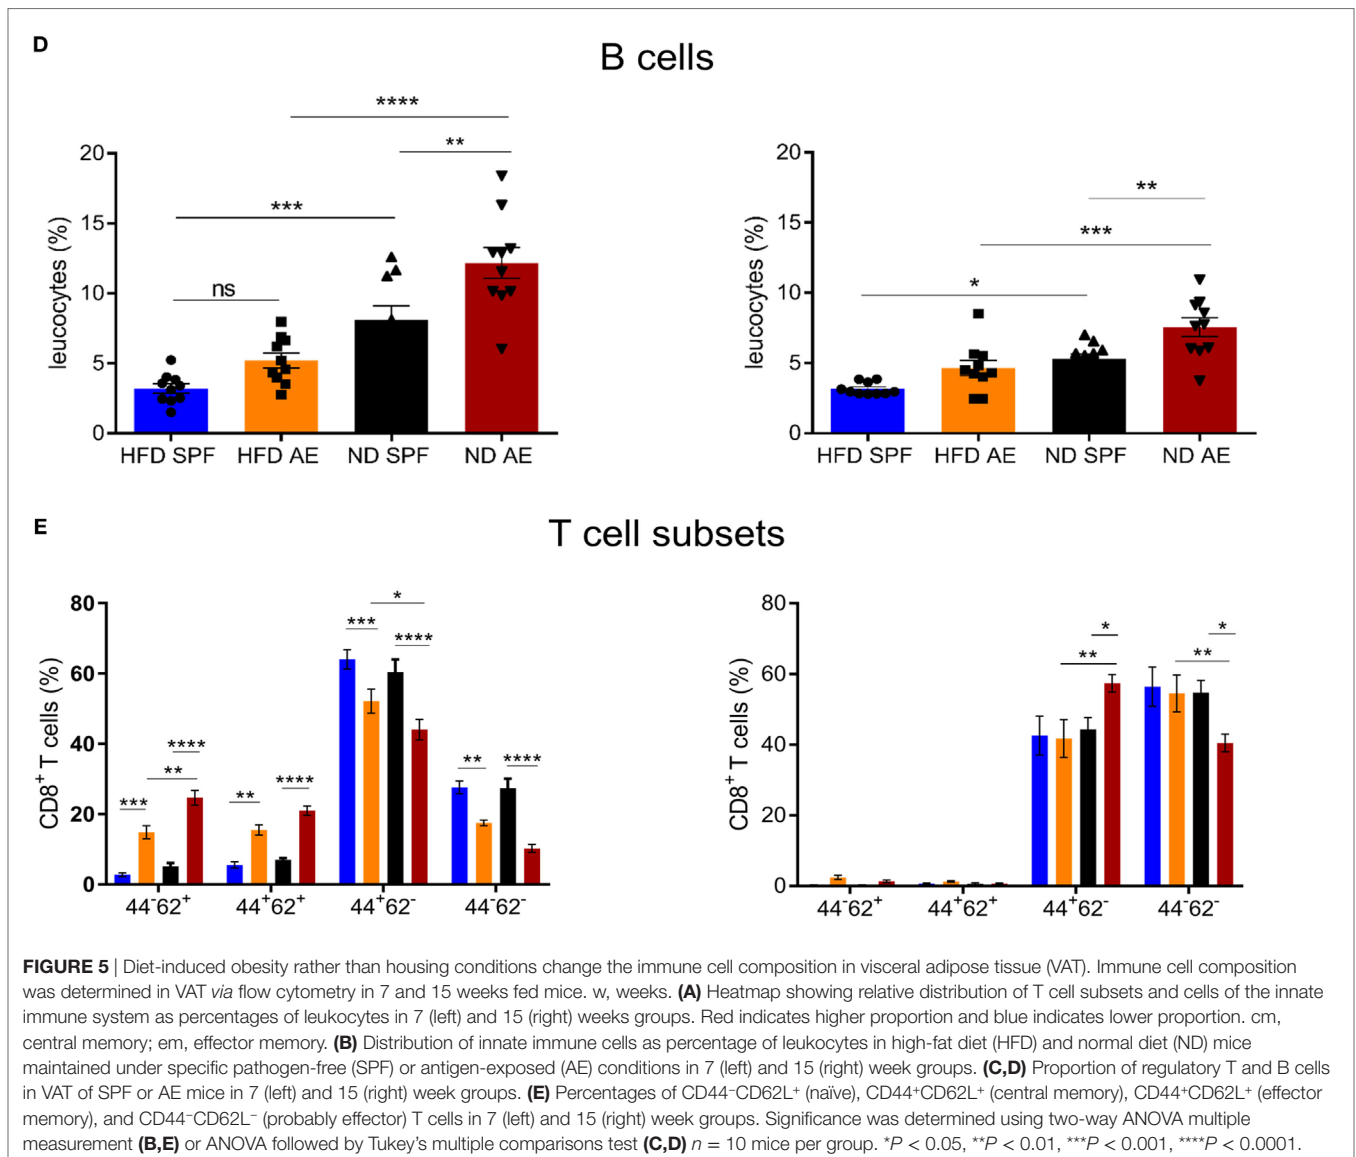 D
B cells
****
**
***
ns
20
15
10
5
0
leucocytes (%)
HFD SPF
HFD AE
ND SPF
ND AE
**
***
*
20
15
10
5
0
leucocytes (%)
HFD SPF
HFD AE
ND SPF
ND AE
E
T cell subsets
80
60
40
20
0
CD8⁺ T cells (%)
***
**
****
**
****
***
*
****
**
****
44⁻62⁺
44⁺62⁺
44⁺62⁻
44⁻62⁻
80
60
40
20
0
CD8⁺ T cells (%)
*
**
*
**
44⁻62⁺
44⁺62⁺
44⁺62⁻
44⁻62⁻
FIGURE 5 | Diet-induced obesity rather than housing conditions change the immune cell composition in visceral adipose tissue (VAT). Immune cell composition
was determined in VAT via flow cytometry in 7 and 15 weeks fed mice. w, weeks. (A) Heatmap showing relative distribution of T cell subsets and cells of the innate
immune system as percentages of leukocytes in 7 (left) and 15 (right) weeks groups. Red indicates higher proportion and blue indicates lower proportion. cm,
central memory; em, effector memory. (B) Distribution of innate immune cells as percentage of leukocytes in high-fat diet (HFD) and normal diet (ND) mice
maintained under specific pathogen-free (SPF) or antigen-exposed (AE) conditions in 7 (left) and 15 (right) week groups. (C,D) Proportion of regulatory T and B cells
in VAT of SPF or AE mice in 7 (left) and 15 (right) week groups. (E) Percentages of CD44⁻CD62L⁺ (naïve), CD44⁺CD62L⁺ (central memory), CD44⁺CD62L⁺ (effector
memory), and CD44⁻CD62L⁻ (probably effector) T cells in 7 (left) and 15 (right) week groups. Significance was determined using two-way ANOVA multiple
measurement (B,E) or ANOVA followed by Tukey's multiple comparisons test (C,D) n = 10 mice per group. *P < 0.05, **P < 0.01, ***P < 0.001, ****P < 0.0001.